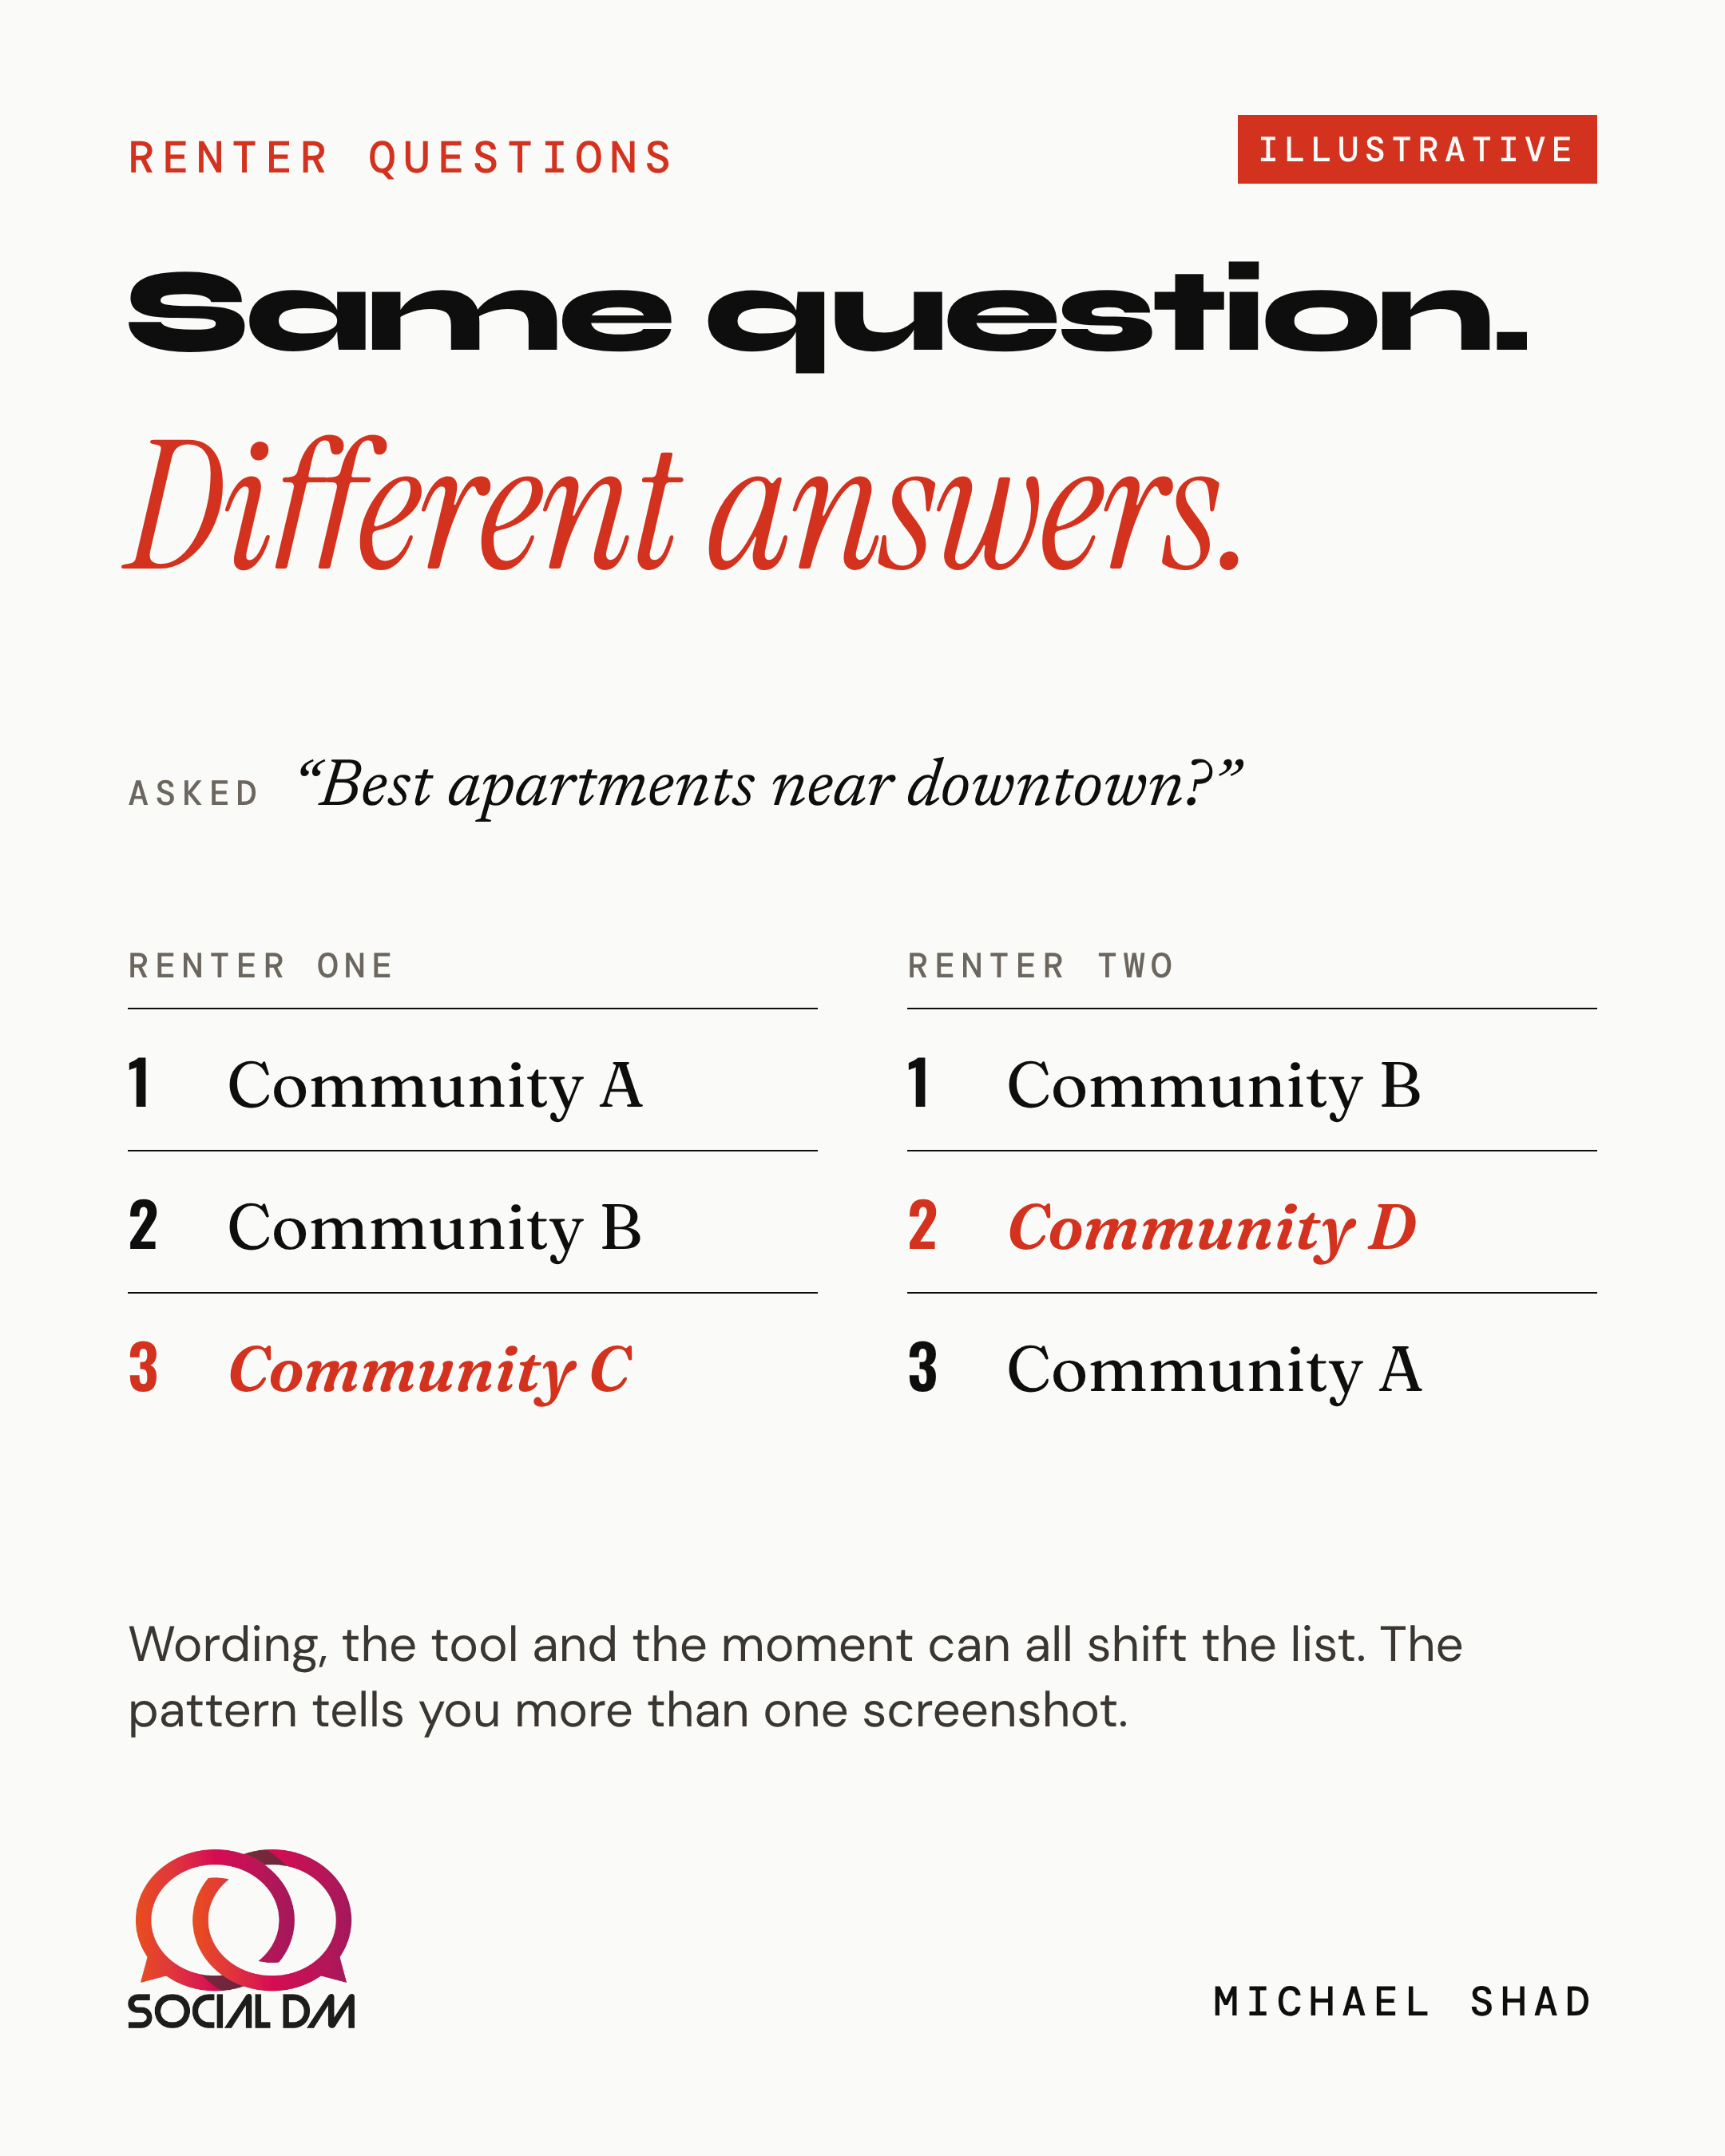 RENTER QUESTIONS
ILLUSTRATIVE
Same question.
Different answers.
ASKED “Best apartments near downtown?”
RENTER ONE
1 Community A
2 Community B
3 Community C
RENTER TWO
1 Community B
2 Community D
3 Community A
Wording, the tool and the moment can all shift the list. The
pattern tells you more than one screenshot.
SOCIAL DM
MICHAEL SHAD